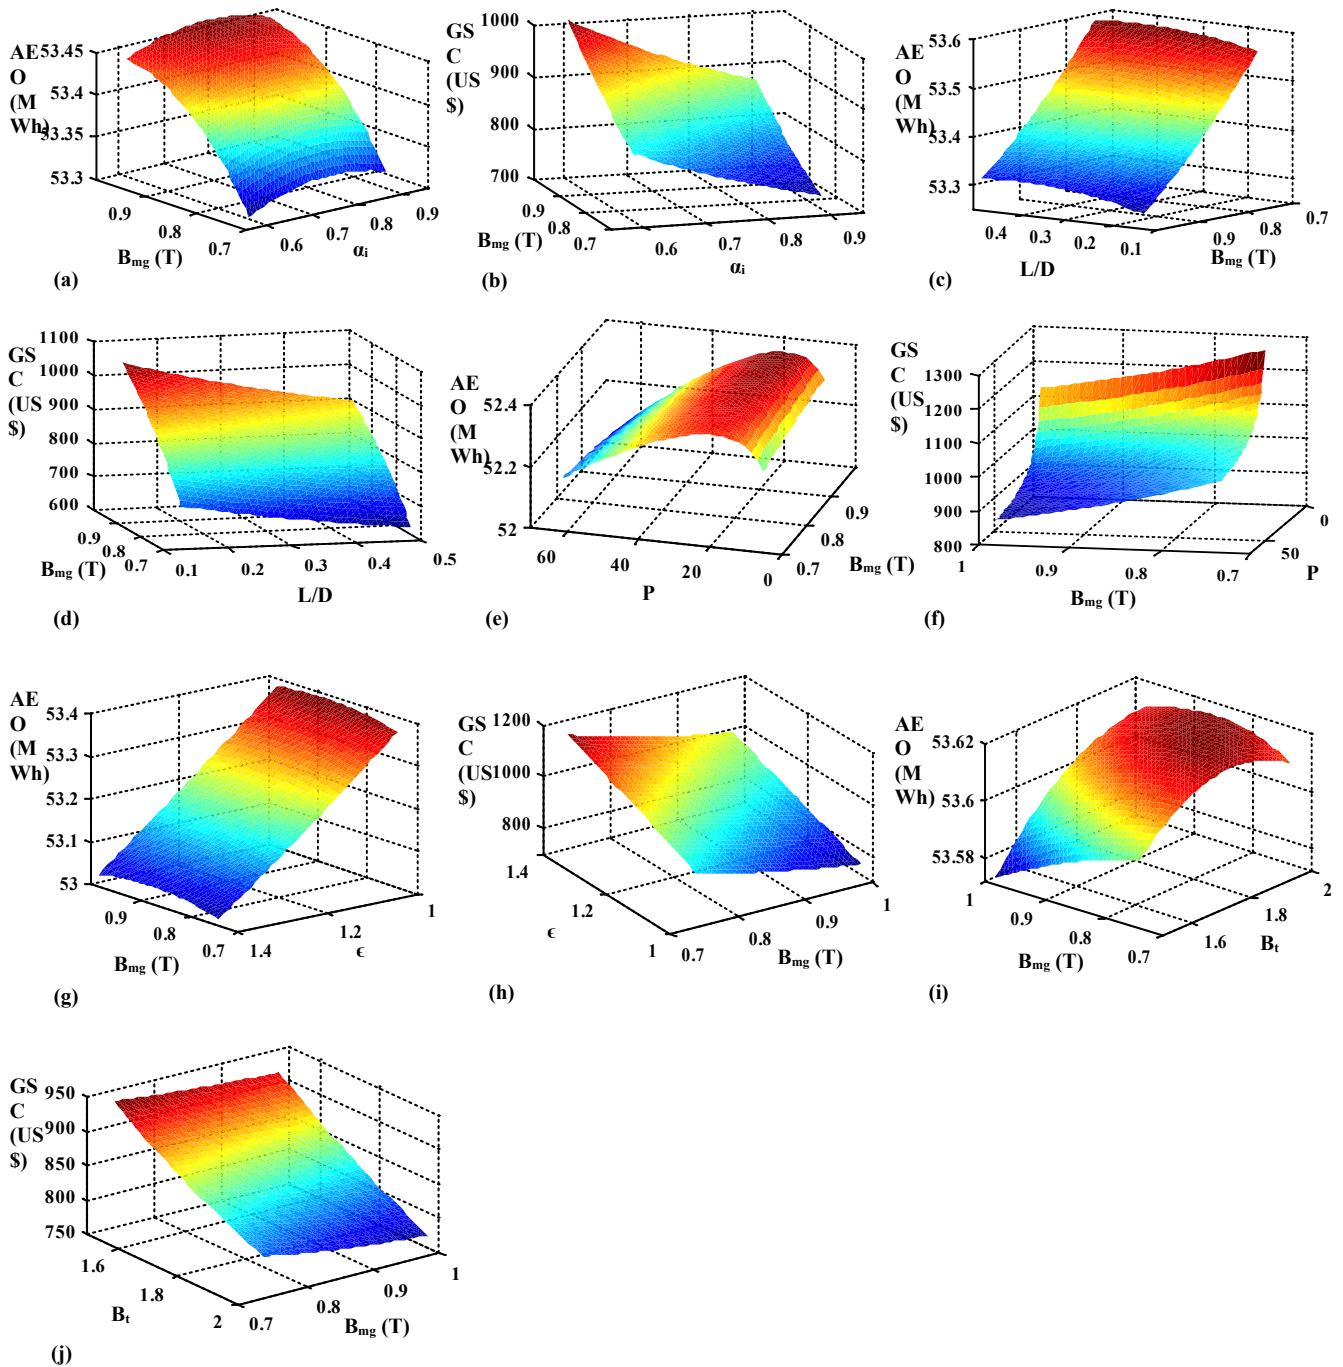 AE
O
(M
Wh)
53.45
53.4
53.35
53.3
0.9
0.8
0.7
Bmg (T)
0.6
0.7
0.8
0.9
αi
(a)
GS
C
(US
$)
1000
900
800
700
0.9
0.8
0.7
Bmg (T)
0.6
0.7
0.8
0.9
αi
(b)
AE
O
(M
Wh)
53.6
53.5
53.4
53.3
0.4
0.3
0.2
0.1
L/D
0.9
0.8
0.7
Bmg (T)
(c)
GS
C
(US
$)
1100
1000
900
800
700
600
0.9
0.8
0.7
Bmg (T)
0.1
0.2
0.3
0.4
0.5
L/D
(d)
AE
O
(M
Wh)
52.4
52.2
52
60
40
20
0
P
0.7
0.8
0.9
Bmg (T)
(e)
GS
C
(US
$)
1300
1200
1100
1000
900
800
1
0.9
0.8
0.7
Bmg (T)
50
0
P
(f)
AE
O
(M
Wh)
53.4
53.3
53.2
53.1
53
0.9
0.8
0.7
Bmg (T)
1.4
1.2
1
ϵ
(g)
GS
C
(US
$)
1200
1000
800
1.4
1.2
1
ϵ
0.7
0.8
0.9
1
Bmg (T)
(h)
AE
O
(M
Wh)
53.62
53.6
53.58
1
0.9
0.8
0.7
Bmg (T)
1.6
1.8
2
Bt
(i)
GS
C
(US
$)
950
900
850
800
750
1.6
1.8
2
Bt
0.7
0.8
0.9
1
Bmg (T)
(j)